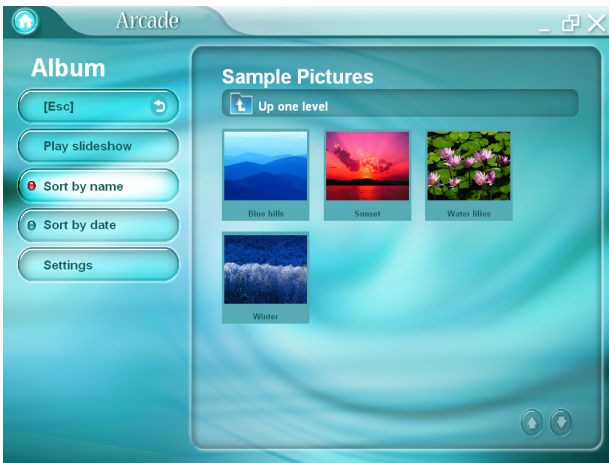 Arcade
Album
[Esc]
Play slideshow
Sort by name
Sort by date
Settings
Sample Pictures
Up one level
Blue hills
Sunset
Water lilies
Winter